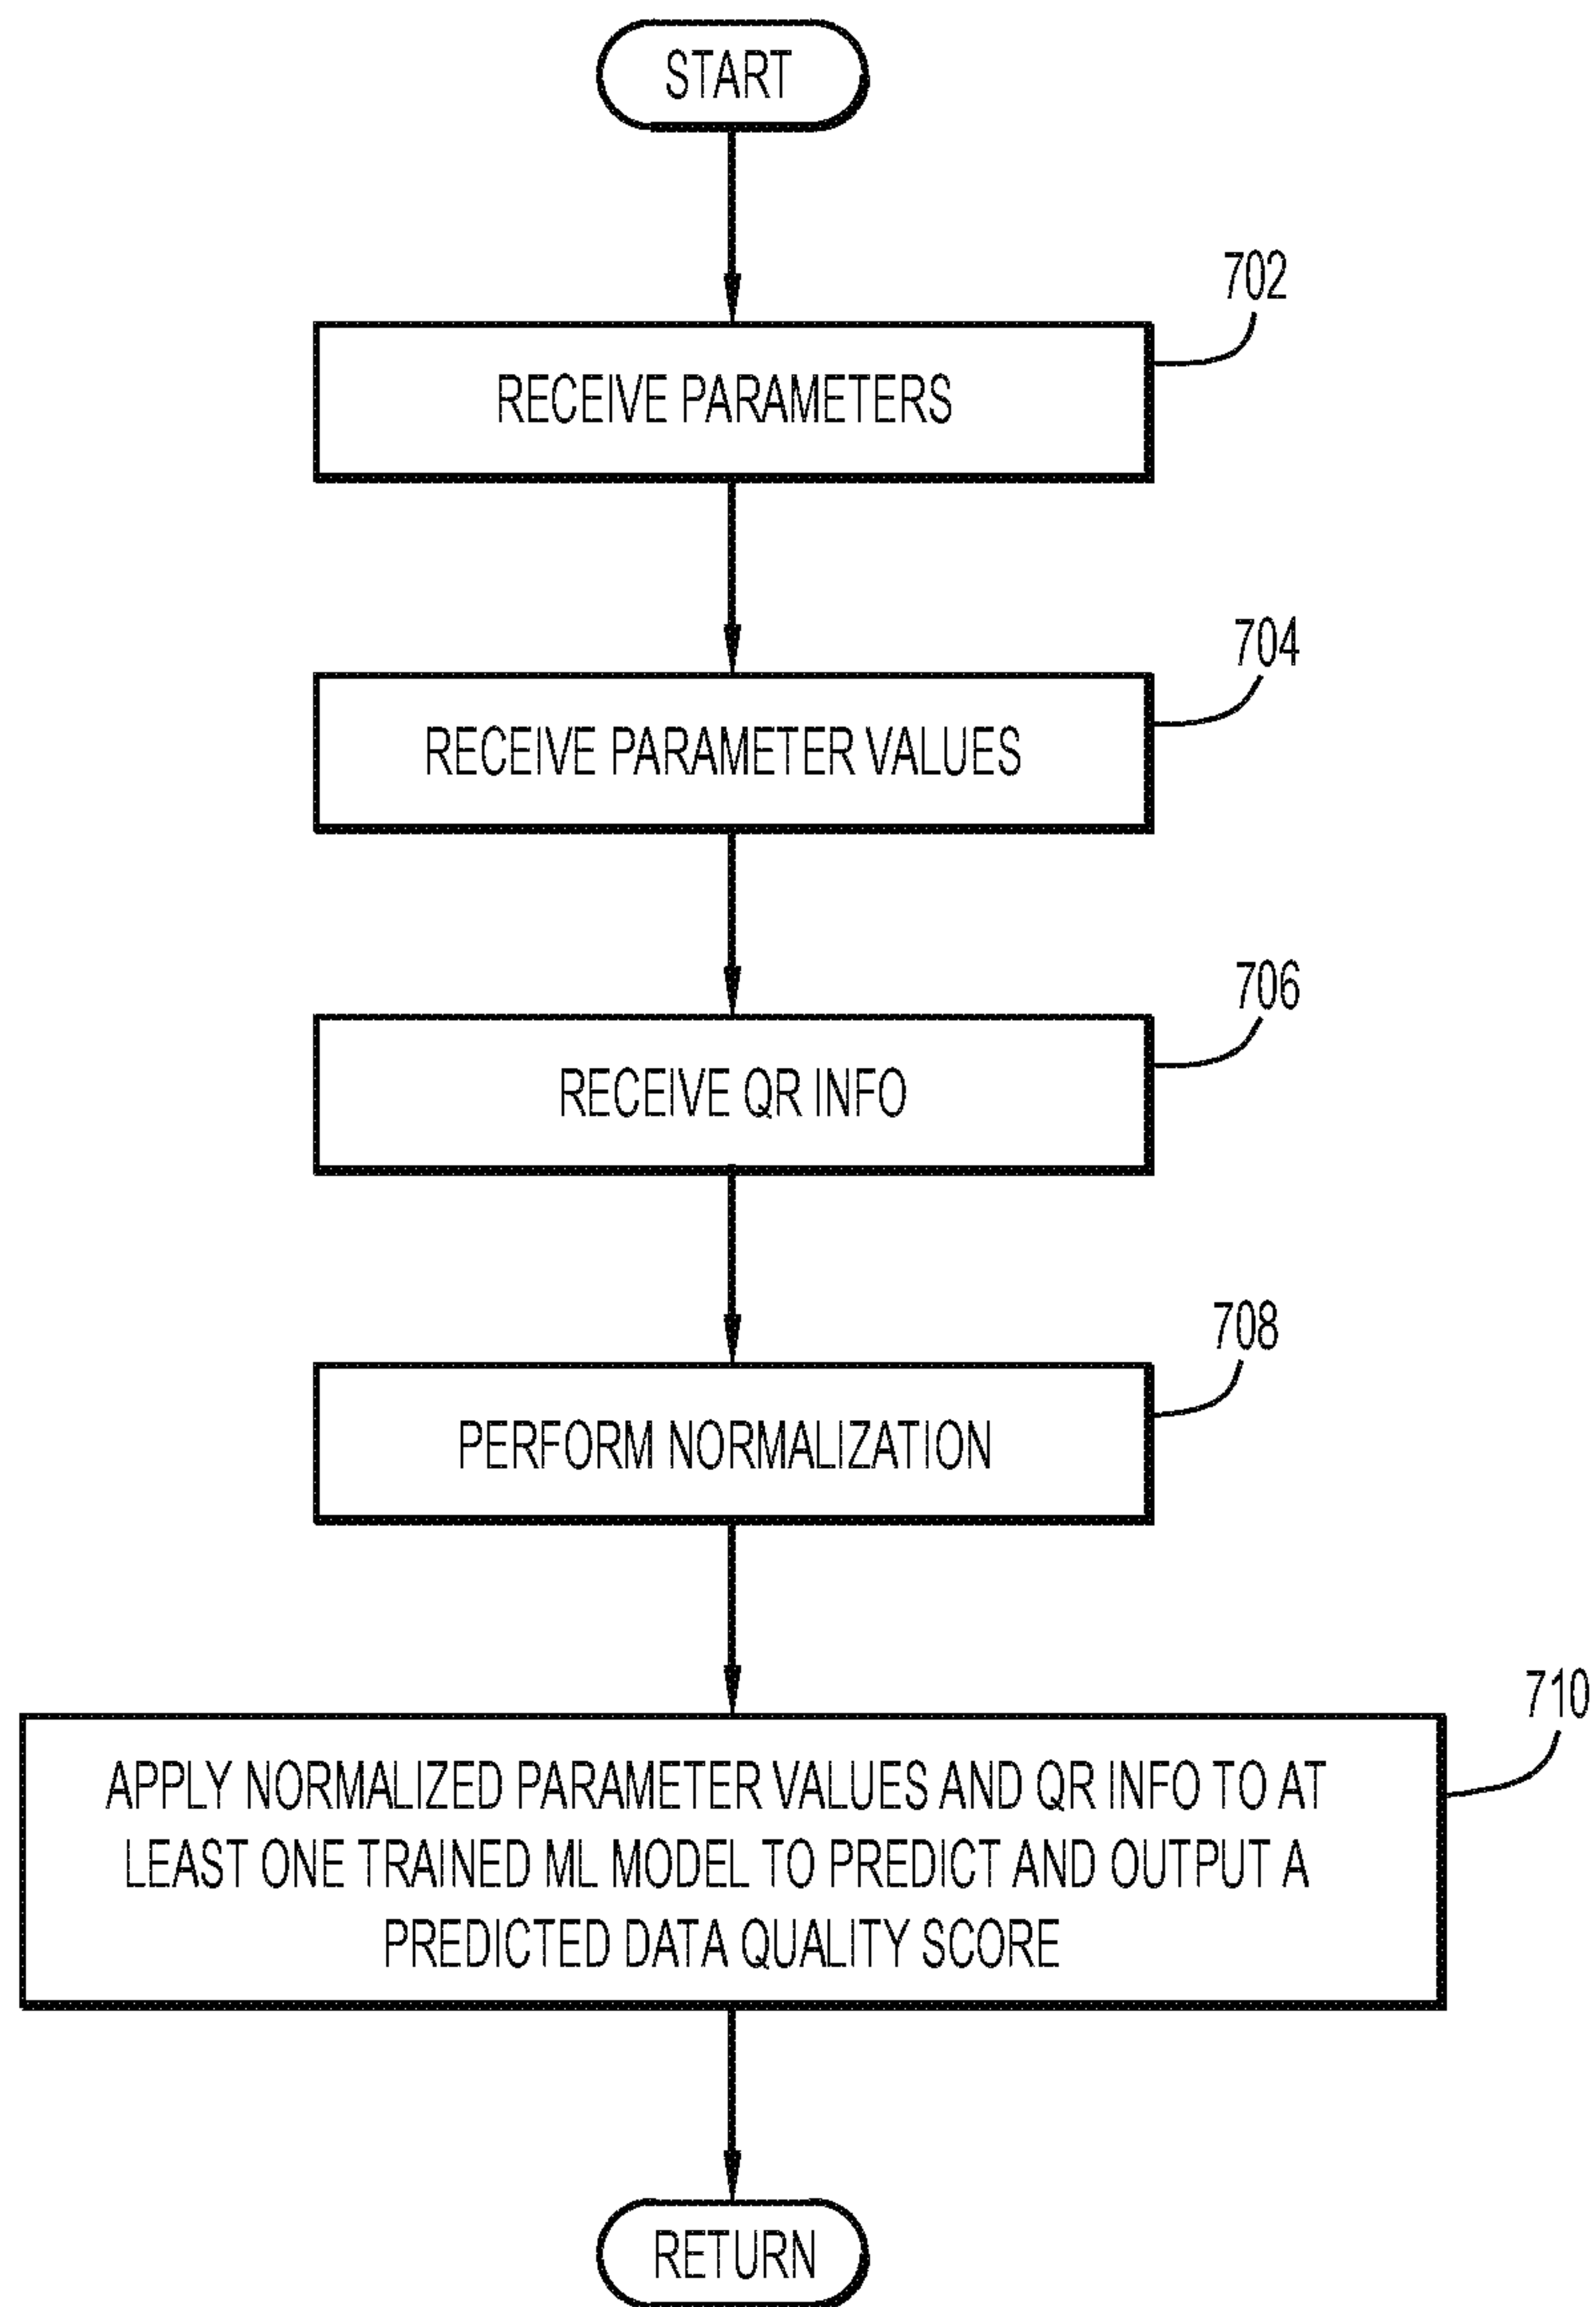 START
702
RECEIVE PARAMETERS
704
RECEIVE PARAMETER VALUES
706
RECEIVE QR INFO
708
PERFORM NORMALIZATION
710
APPLY NORMALIZED PARAMETER VALUES AND QR INFO TO AT
LEAST ONE TRAINED ML MODEL TO PREDICT AND OUTPUT A
PREDICTED DATA QUALITY SCORE
RETURN